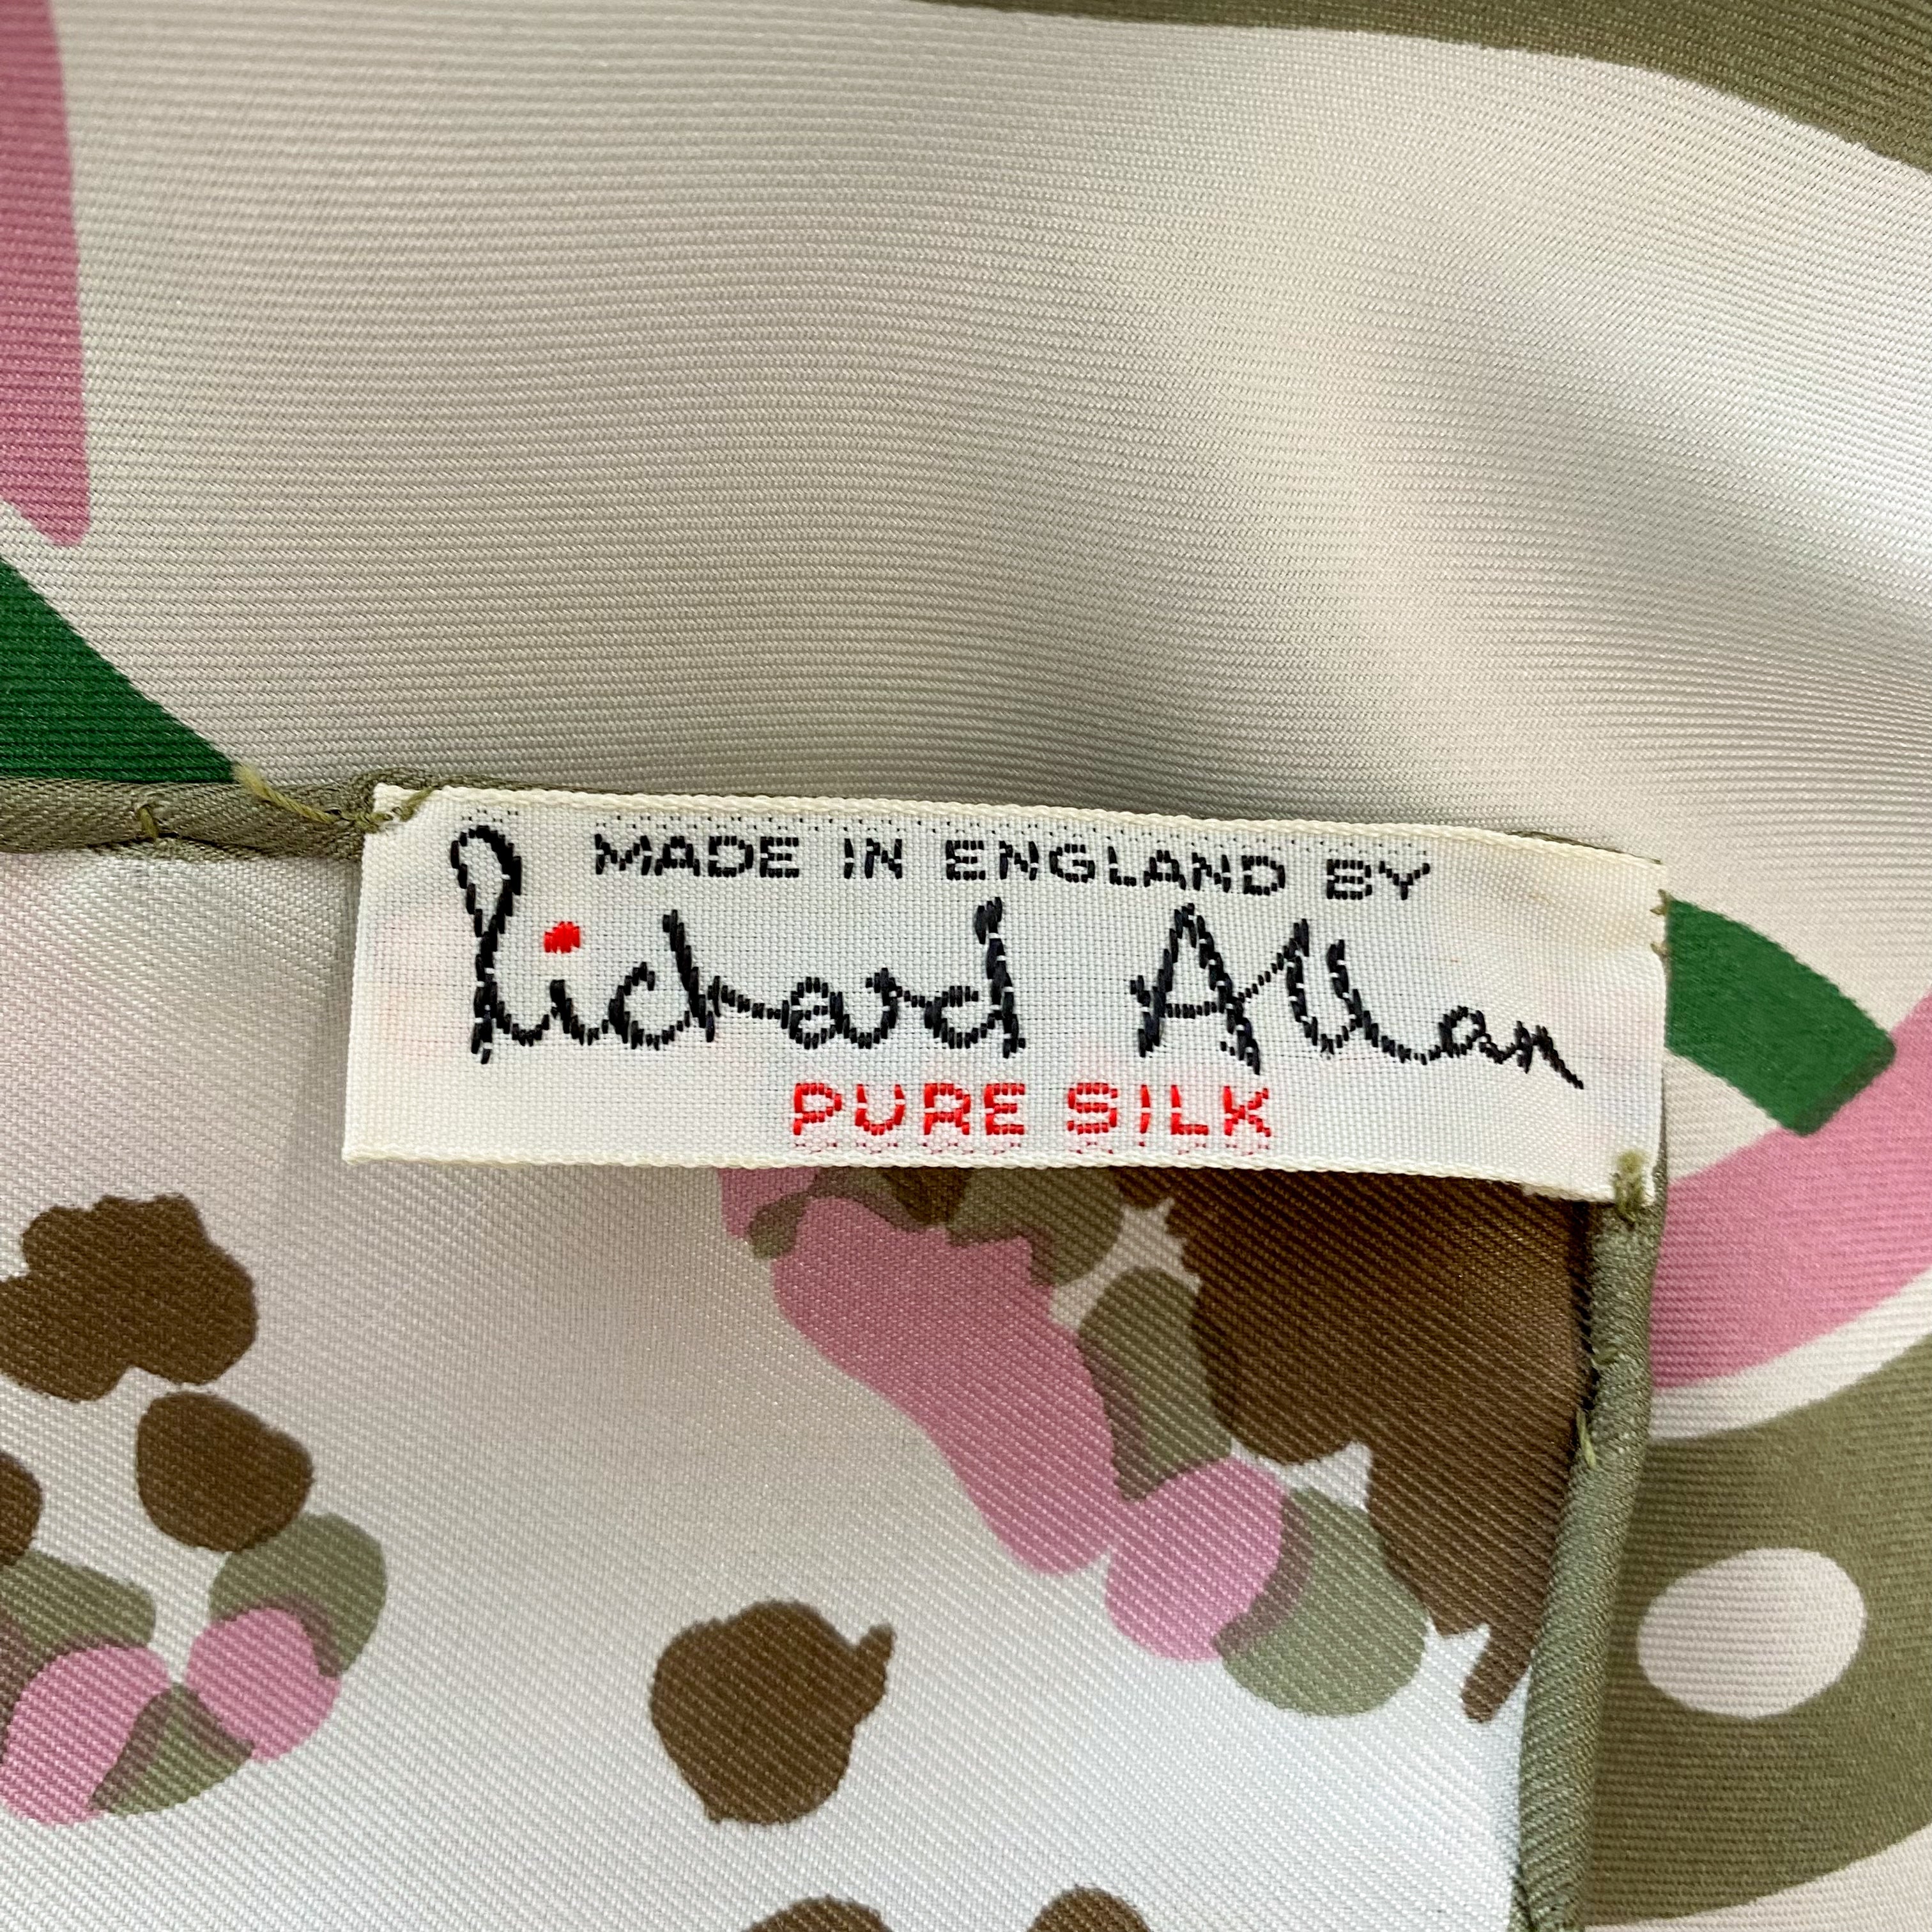 MADE IN ENGLAND BY
Richard Allan
PURE SILK